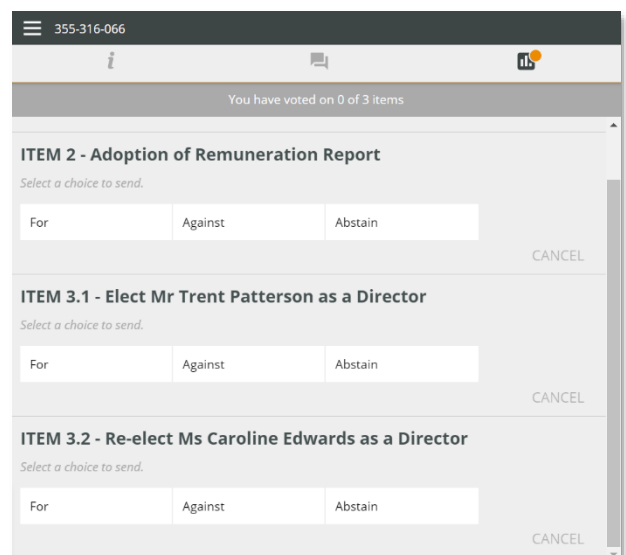 355-316-066
i
You have voted on 0 of 3 items
ITEM 2 - Adoption of Remuneration Report
Select a choice to send.
For Against Abstain
CANCEL
ITEM 3.1 - Elect Mr Trent Patterson as a Director
Select a choice to send.
For Against Abstain
CANCEL
ITEM 3.2 - Re-elect Ms Caroline Edwards as a Director
Select a choice to send.
For Against Abstain
CANCEL